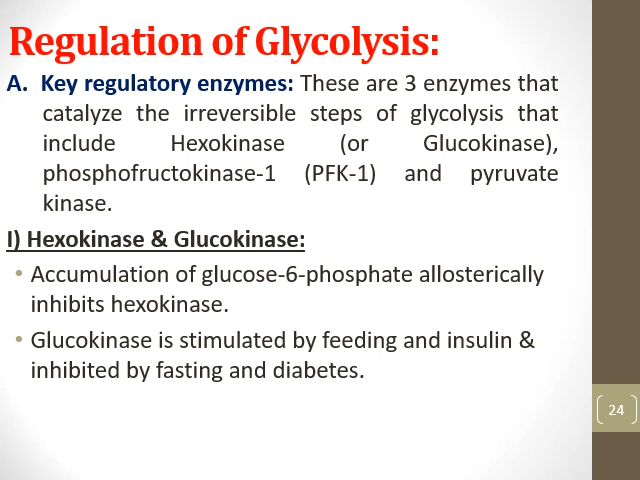 Regulation of Glycolysis:
A. Key regulatory enzymes: These are 3 enzymes that
catalyze the irreversible steps of glycolysis that
include Hexokinase (or Glucokinase),
phosphofructokinase-1 (PFK-1) and pyruvate
kinase.
I) Hexokinase & Glucokinase:
• Accumulation of glucose-6-phosphate allosterically
inhibits hexokinase.
• Glucokinase is stimulated by feeding and insulin &
inhibited by fasting and diabetes.
24